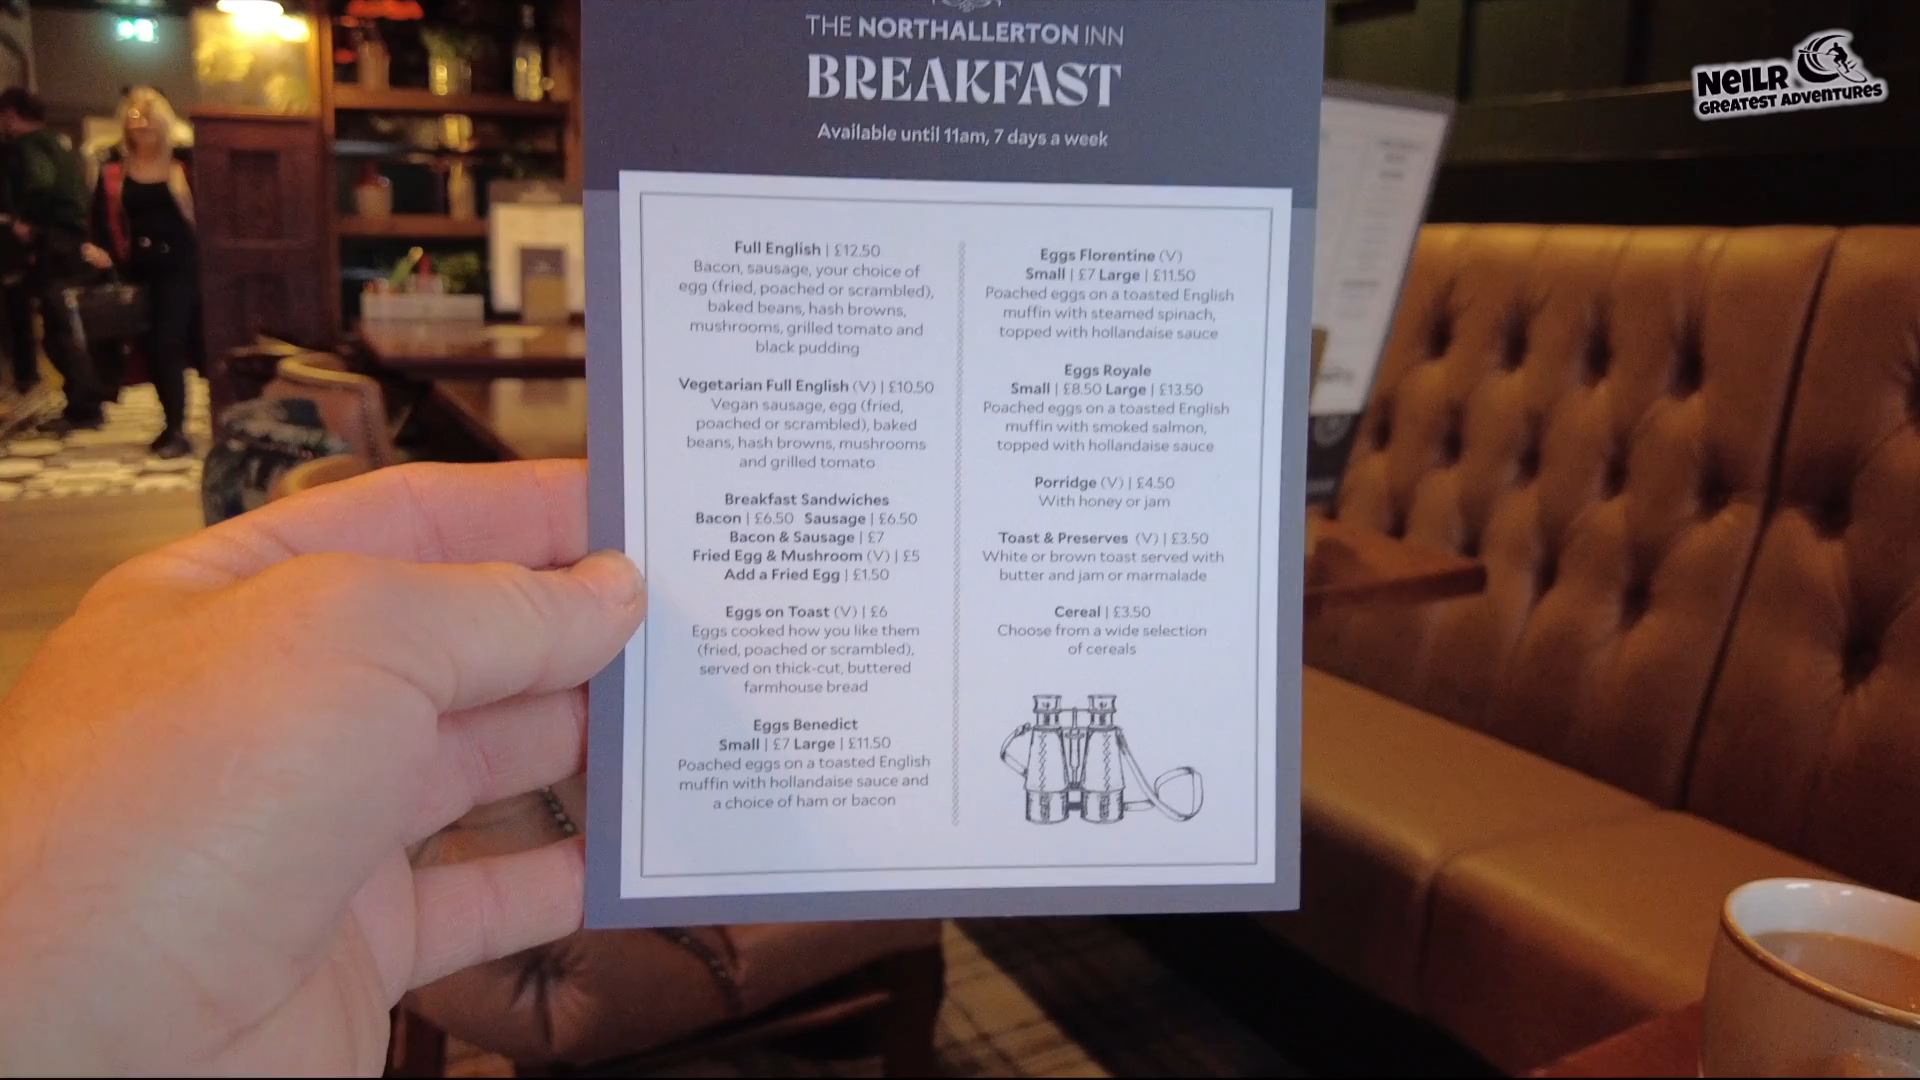 THE NORTHALLERTON INN
BREAKFAST
Available until 11am, 7 days a week
Full English | £12.50
Bacon, sausage, your choice of
egg (fried, poached or scrambled),
baked beans, hash browns,
mushrooms, grilled tomato and
black pudding
Vegetarian Full English (V) | £10.50
Vegan sausage, egg (fried,
poached or scrambled), baked
beans, hash browns, mushrooms
and grilled tomato
Breakfast Sandwiches
Bacon | £6.50 Sausage | £6.50
Bacon & Sausage | £7
Fried Egg & Mushroom (V) | £5
Add a Fried Egg | £1.50
Eggs on Toast (V) | £6
Eggs cooked how you like them
(fried, poached or scrambled),
served on thick-cut, buttered
farmhouse bread
Eggs Benedict
Small | £7 Large | £11.50
Poached eggs on a toasted English
muffin with hollandaise sauce and
a choice of ham or bacon
Eggs Florentine (V)
Small | £7 Large | £11.50
Poached eggs on a toasted English
muffin with steamed spinach,
topped with hollandaise sauce
Eggs Royale
Small | £8.50 Large | £13.50
Poached eggs on a toasted English
muffin with smoked salmon,
topped with hollandaise sauce
Porridge (V) | £4.50
With honey or jam
Toast & Preserves (V) | £3.50
White or brown toast served with
butter and jam or marmalade
Cereal | £3.50
Choose from a wide selection
of cereals
NEILR
GREATEST ADVENTURES